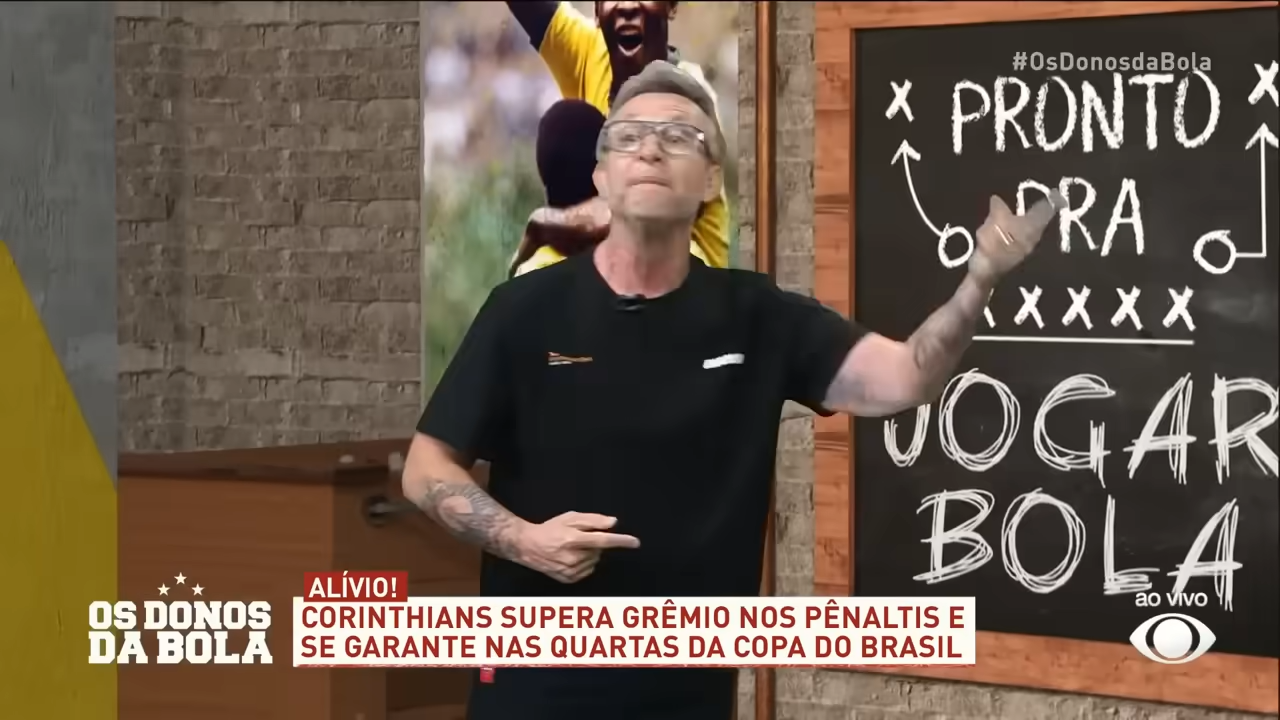 #OsDonosdaBola
X PRONTO X
PRA
XXXXX
JOGAR
BOLA
ao vivo
ALÍVIO!
OS DONOS
DA BOLA
CORINTHIANS SUPERA GRÊMIO NOS PÊNALTIS E
SE GARANTE NAS QUARTAS DA COPA DO BRASIL